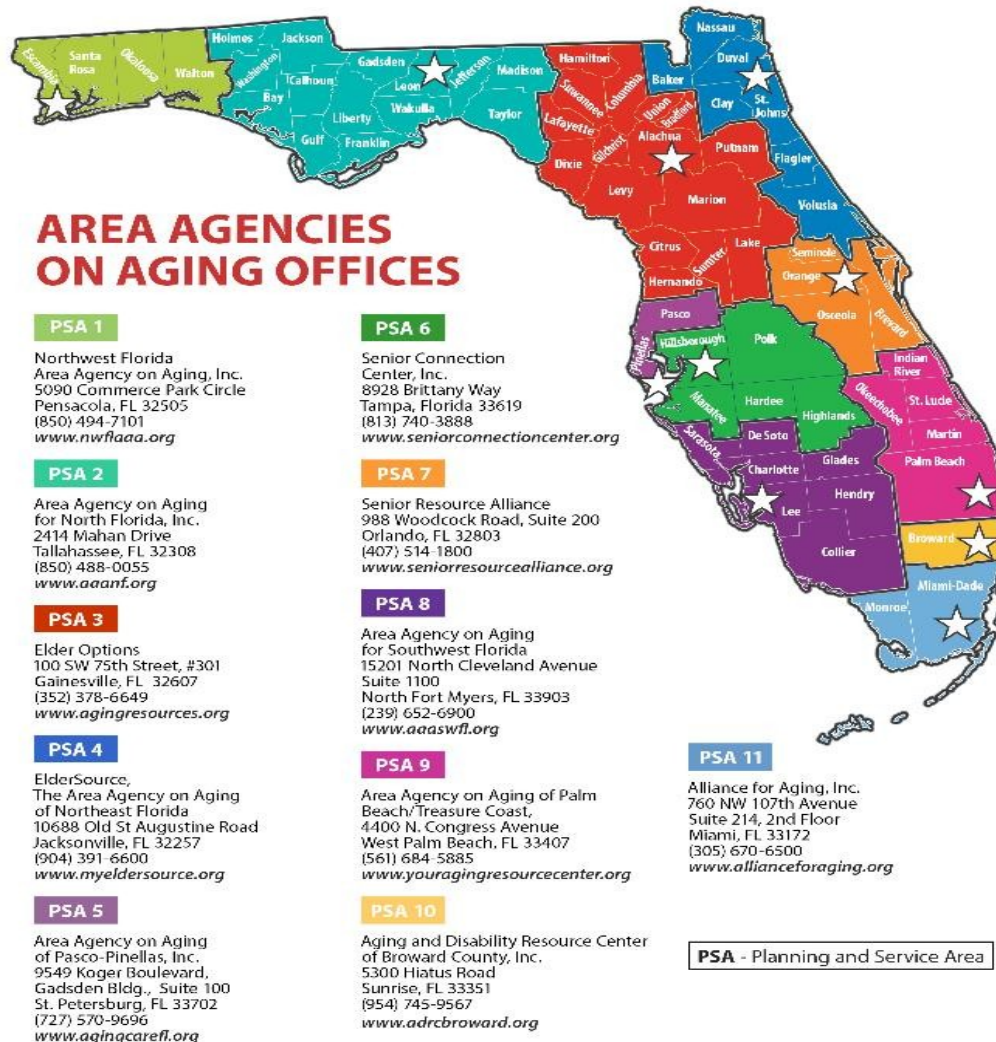 Nassau
Holmes
Jackson
Duval
Escambia
Santa
Rosa
Okaloosa
Walton
Washington
Gadsden
Hamilton
Baker
Calhoun
Leon
Jefferson
Madison
Suwannee
Columbia
Clay
St.
Johns
Bay
Liberty
Wakulla
Taylor
Lafayette
Union
Bradford
Gulf
Franklin
Gilchrist
Alachua
Putnam
Dixie
Flagler
Levy
Marion
Volusia
Citrus
Sumter
Lake
Seminole
Hernando
Orange
Pasco
Osceola
Brevard
Pinellas
Hillsborough
Polk
Indian
River
Manatee
Hardee
Highlands
Okeechobee
St. Lucie
Sarasota
De Soto
Martin
Charlotte
Glades
Palm Beach
Lee
Hendry
Collier
Broward
Monroe
Miami-Dade
AREA AGENCIES
ON AGING OFFICES
PSA 1
Northwest Florida
Area Agency on Aging, Inc.
5090 Commerce Park Circle
Pensacola, FL 32505
(850) 494-7101
www.nwflaaa.org
PSA 2
Area Agency on Aging
for North Florida, Inc.
2414 Mahan Drive
Tallahassee, FL 32308
(850) 488-0055
www.aaanf.org
PSA 3
Elder Options
100 SW 75th Street, #301
Gainesville, FL 32607
(352) 378-6649
www.agingresources.org
PSA 4
ElderSource,
The Area Agency on Aging
of Northeast Florida
10688 Old St Augustine Road
Jacksonville, FL 32257
(904) 391-6600
www.myeldersource.org
PSA 5
Area Agency on Aging
of Pasco-Pinellas, Inc.
9549 Koger Boulevard,
Gadsden Bldg., Suite 100
St. Petersburg, FL 33702
(727) 570-9696
www.agingcarefl.org
PSA 6
Senior Connection
Center, Inc.
8928 Brittany Way
Tampa, Florida 33619
(813) 740-3888
www.seniorconnectioncenter.org
PSA 7
Senior Resource Alliance
988 Woodcock Road, Suite 200
Orlando, FL 32803
(407) 514-1800
www.seniorresourcealliance.org
PSA 8
Area Agency on Aging
for Southwest Florida
15201 North Cleveland Avenue
Suite 1100
North Fort Myers, FL 33903
(239) 652-6900
www.aaaswfl.org
PSA 9
Area Agency on Aging of Palm
Beach/Treasure Coast,
4400 N. Congress Avenue
West Palm Beach, FL 33407
(561) 684-5885
www.youragingresourcecenter.org
PSA 10
Aging and Disability Resource Center
of Broward County, Inc.
5300 Hiatus Road
Sunrise, FL 33351
(954) 745-9567
www.adrcbroward.org
PSA 11
Alliance for Aging, Inc.
760 NW 107th Avenue
Suite 214, 2nd Floor
Miami, FL 33172
(305) 670-6500
www.allianceforaging.org
PSA - Planning and Service Area